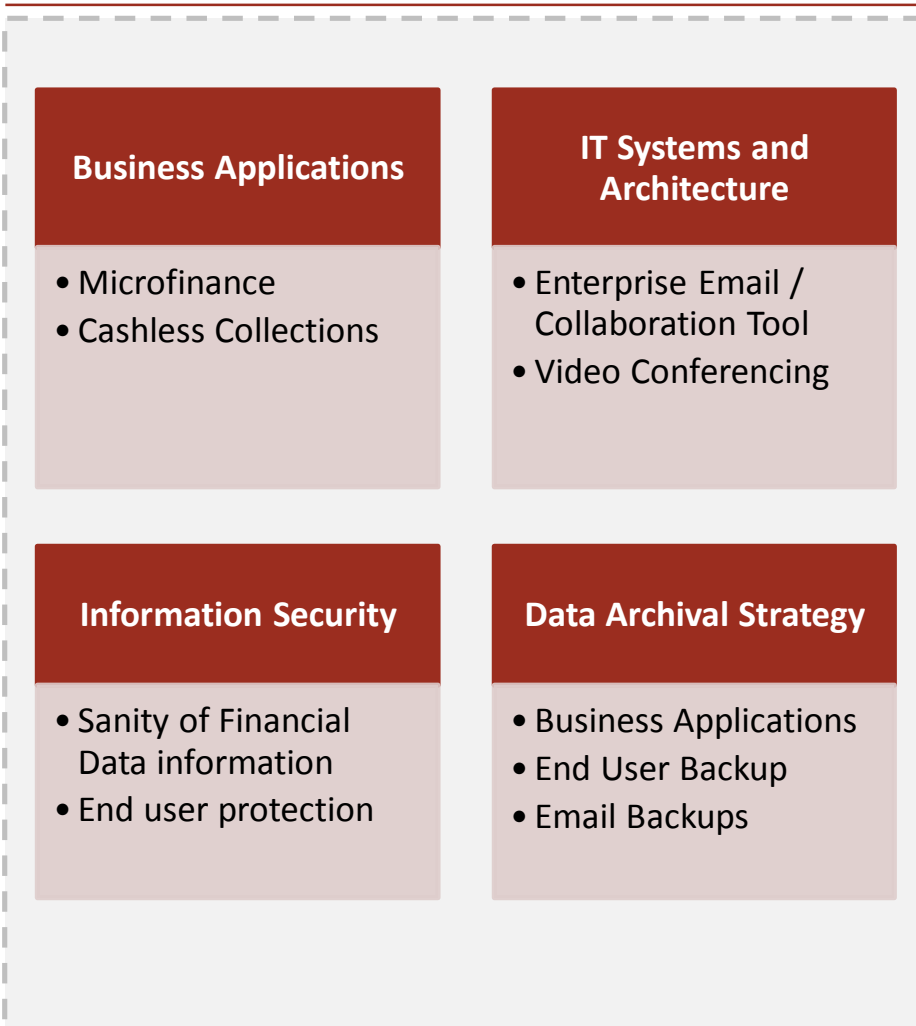 Business Applications
• Microfinance
• Cashless Collections
IT Systems and
Architecture
• Enterprise Email /
Collaboration Tool
• Video Conferencing
Information Security
• Sanity of Financial
Data information
• End user protection
Data Archival Strategy
• Business Applications
• End User Backup
• Email Backups